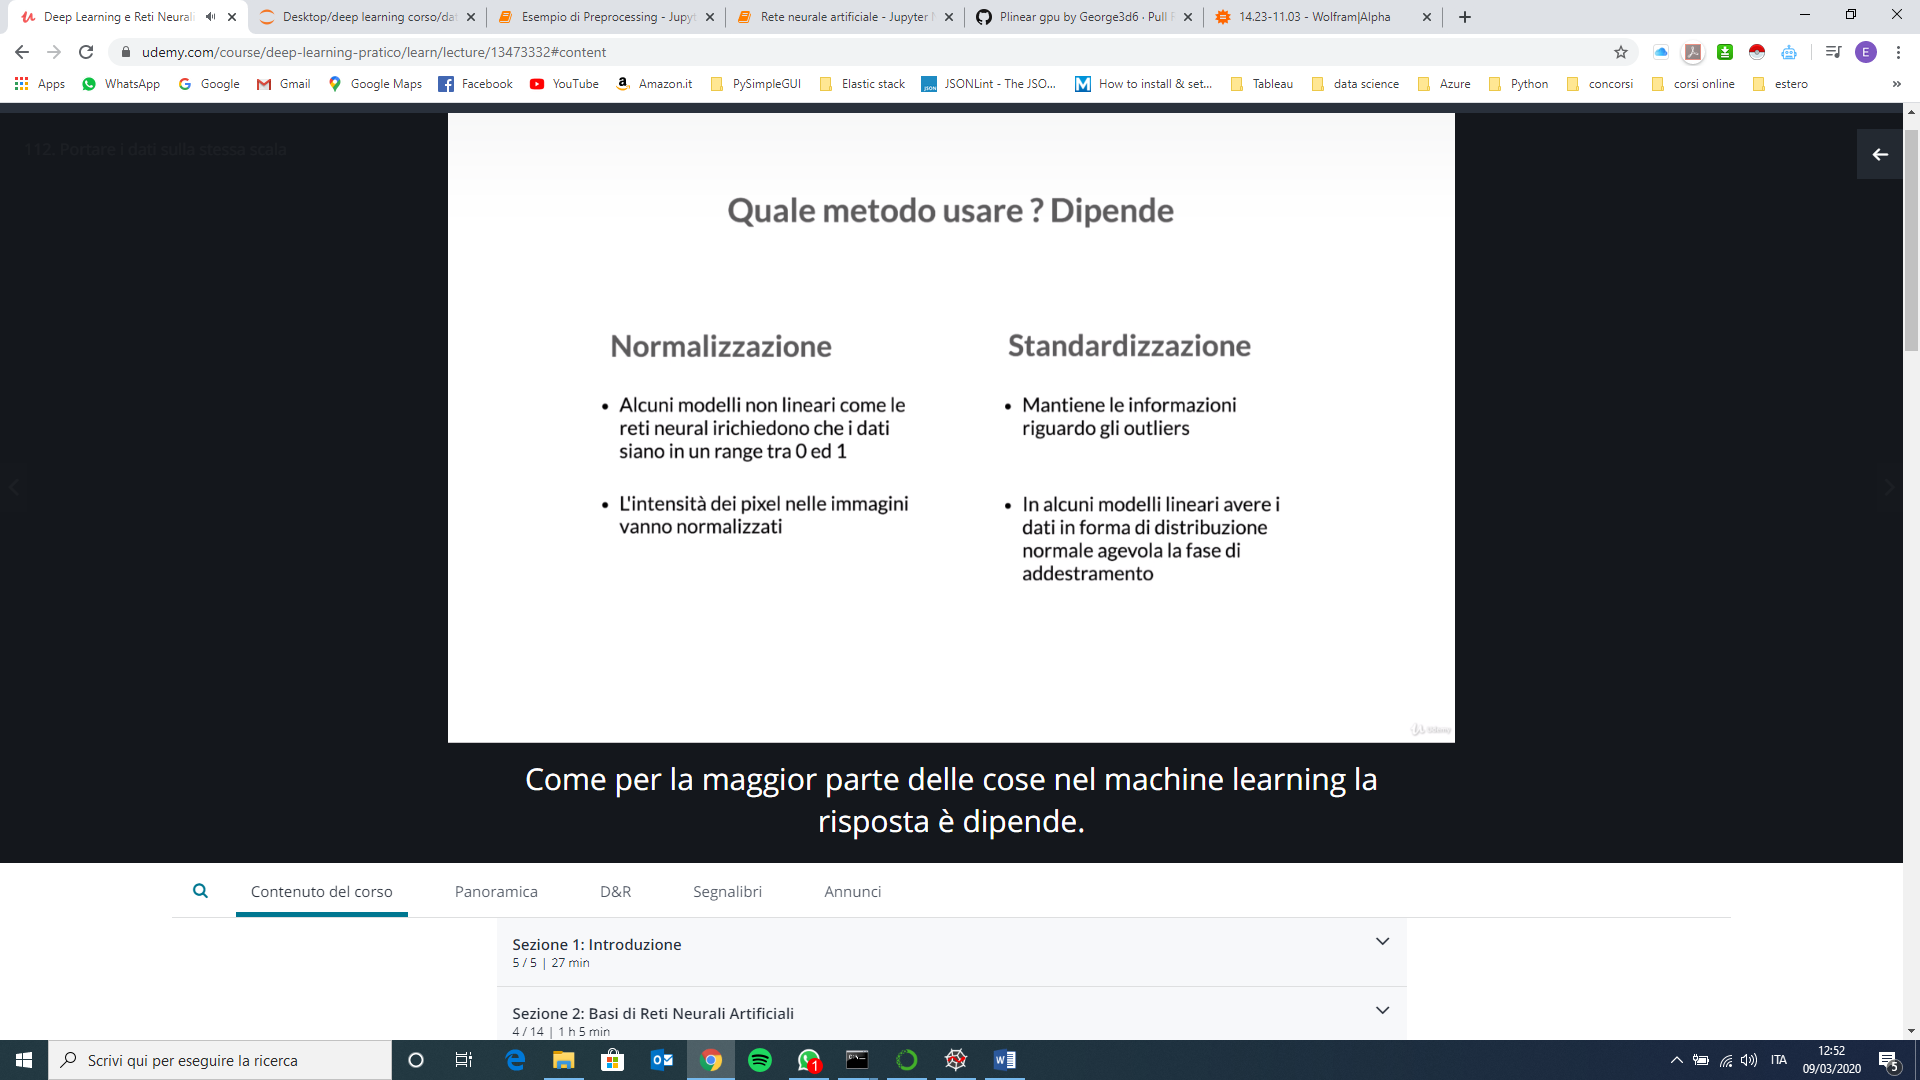 Deep Learning e Reti Neurali
Desktop/deep learning corso/dat
Esempio di Preprocessing - Jupyt
Rete neurale artificiale - Jupyter N
Plinear gpu by George3d6 · Pull R
14.23-11.03 - Wolfram|Alpha
udemy.com/course/deep-learning-pratico/learn/lecture/13473332#content
E
Apps
WhatsApp
Google
Gmail
Google Maps
Facebook
YouTube
Amazon.it
PySimpleGUI
Elastic stack
JSONLint - The JSO...
How to install & set...
Tableau
data science
Azure
Python
concorsi
corsi online
estero
»
112. Portare i dati sulla stessa scala
Quale metodo usare ? Dipende
Normalizzazione
• Alcuni modelli non lineari come le
reti neural irichiedono che i dati
siano in un range tra 0 ed 1
• L'intensità dei pixel nelle immagini
vanno normalizzati
Standardizzazione
• Mantiene le informazioni
riguardo gli outliers
• In alcuni modelli lineari avere i
dati in forma di distribuzione
normale agevola la fase di
addestramento
Udemy
Come per la maggior parte delle cose nel machine learning la
risposta è dipende.
Contenuto del corso
Panoramica
D&R
Segnalibri
Annunci
Sezione 1: Introduzione
5 / 5 | 27 min
Sezione 2: Basi di Reti Neurali Artificiali
4 / 14 | 1 h 5 min
Scrivi qui per eseguire la ricerca
1
ITA
12:52
09/03/2020
5